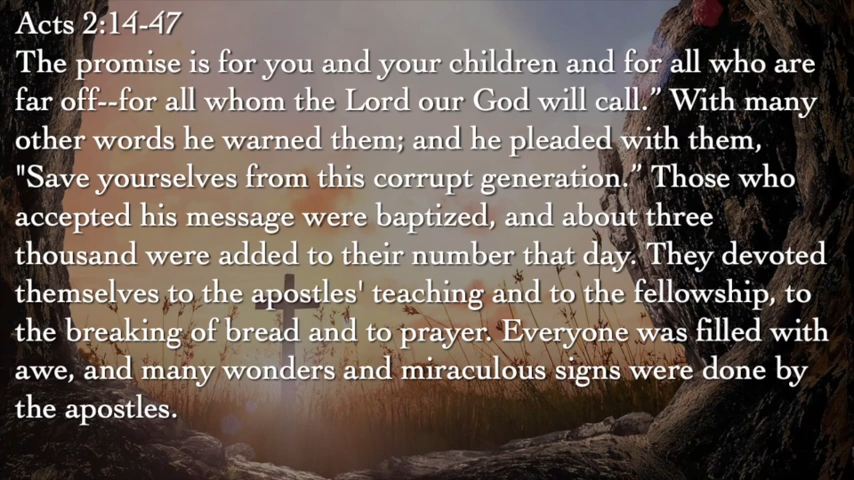 Acts 2:14-47
The promise is for you and your children and for all who are
far off--for all whom the Lord our God will call.” With many
other words he warned them; and he pleaded with them,
"Save yourselves from this corrupt generation.” Those who
accepted his message were baptized, and about three
thousand were added to their number that day. They devoted
themselves to the apostles' teaching and to the fellowship, to
the breaking of bread and to prayer. Everyone was filled with
awe, and many wonders and miraculous signs were done by
the apostles.